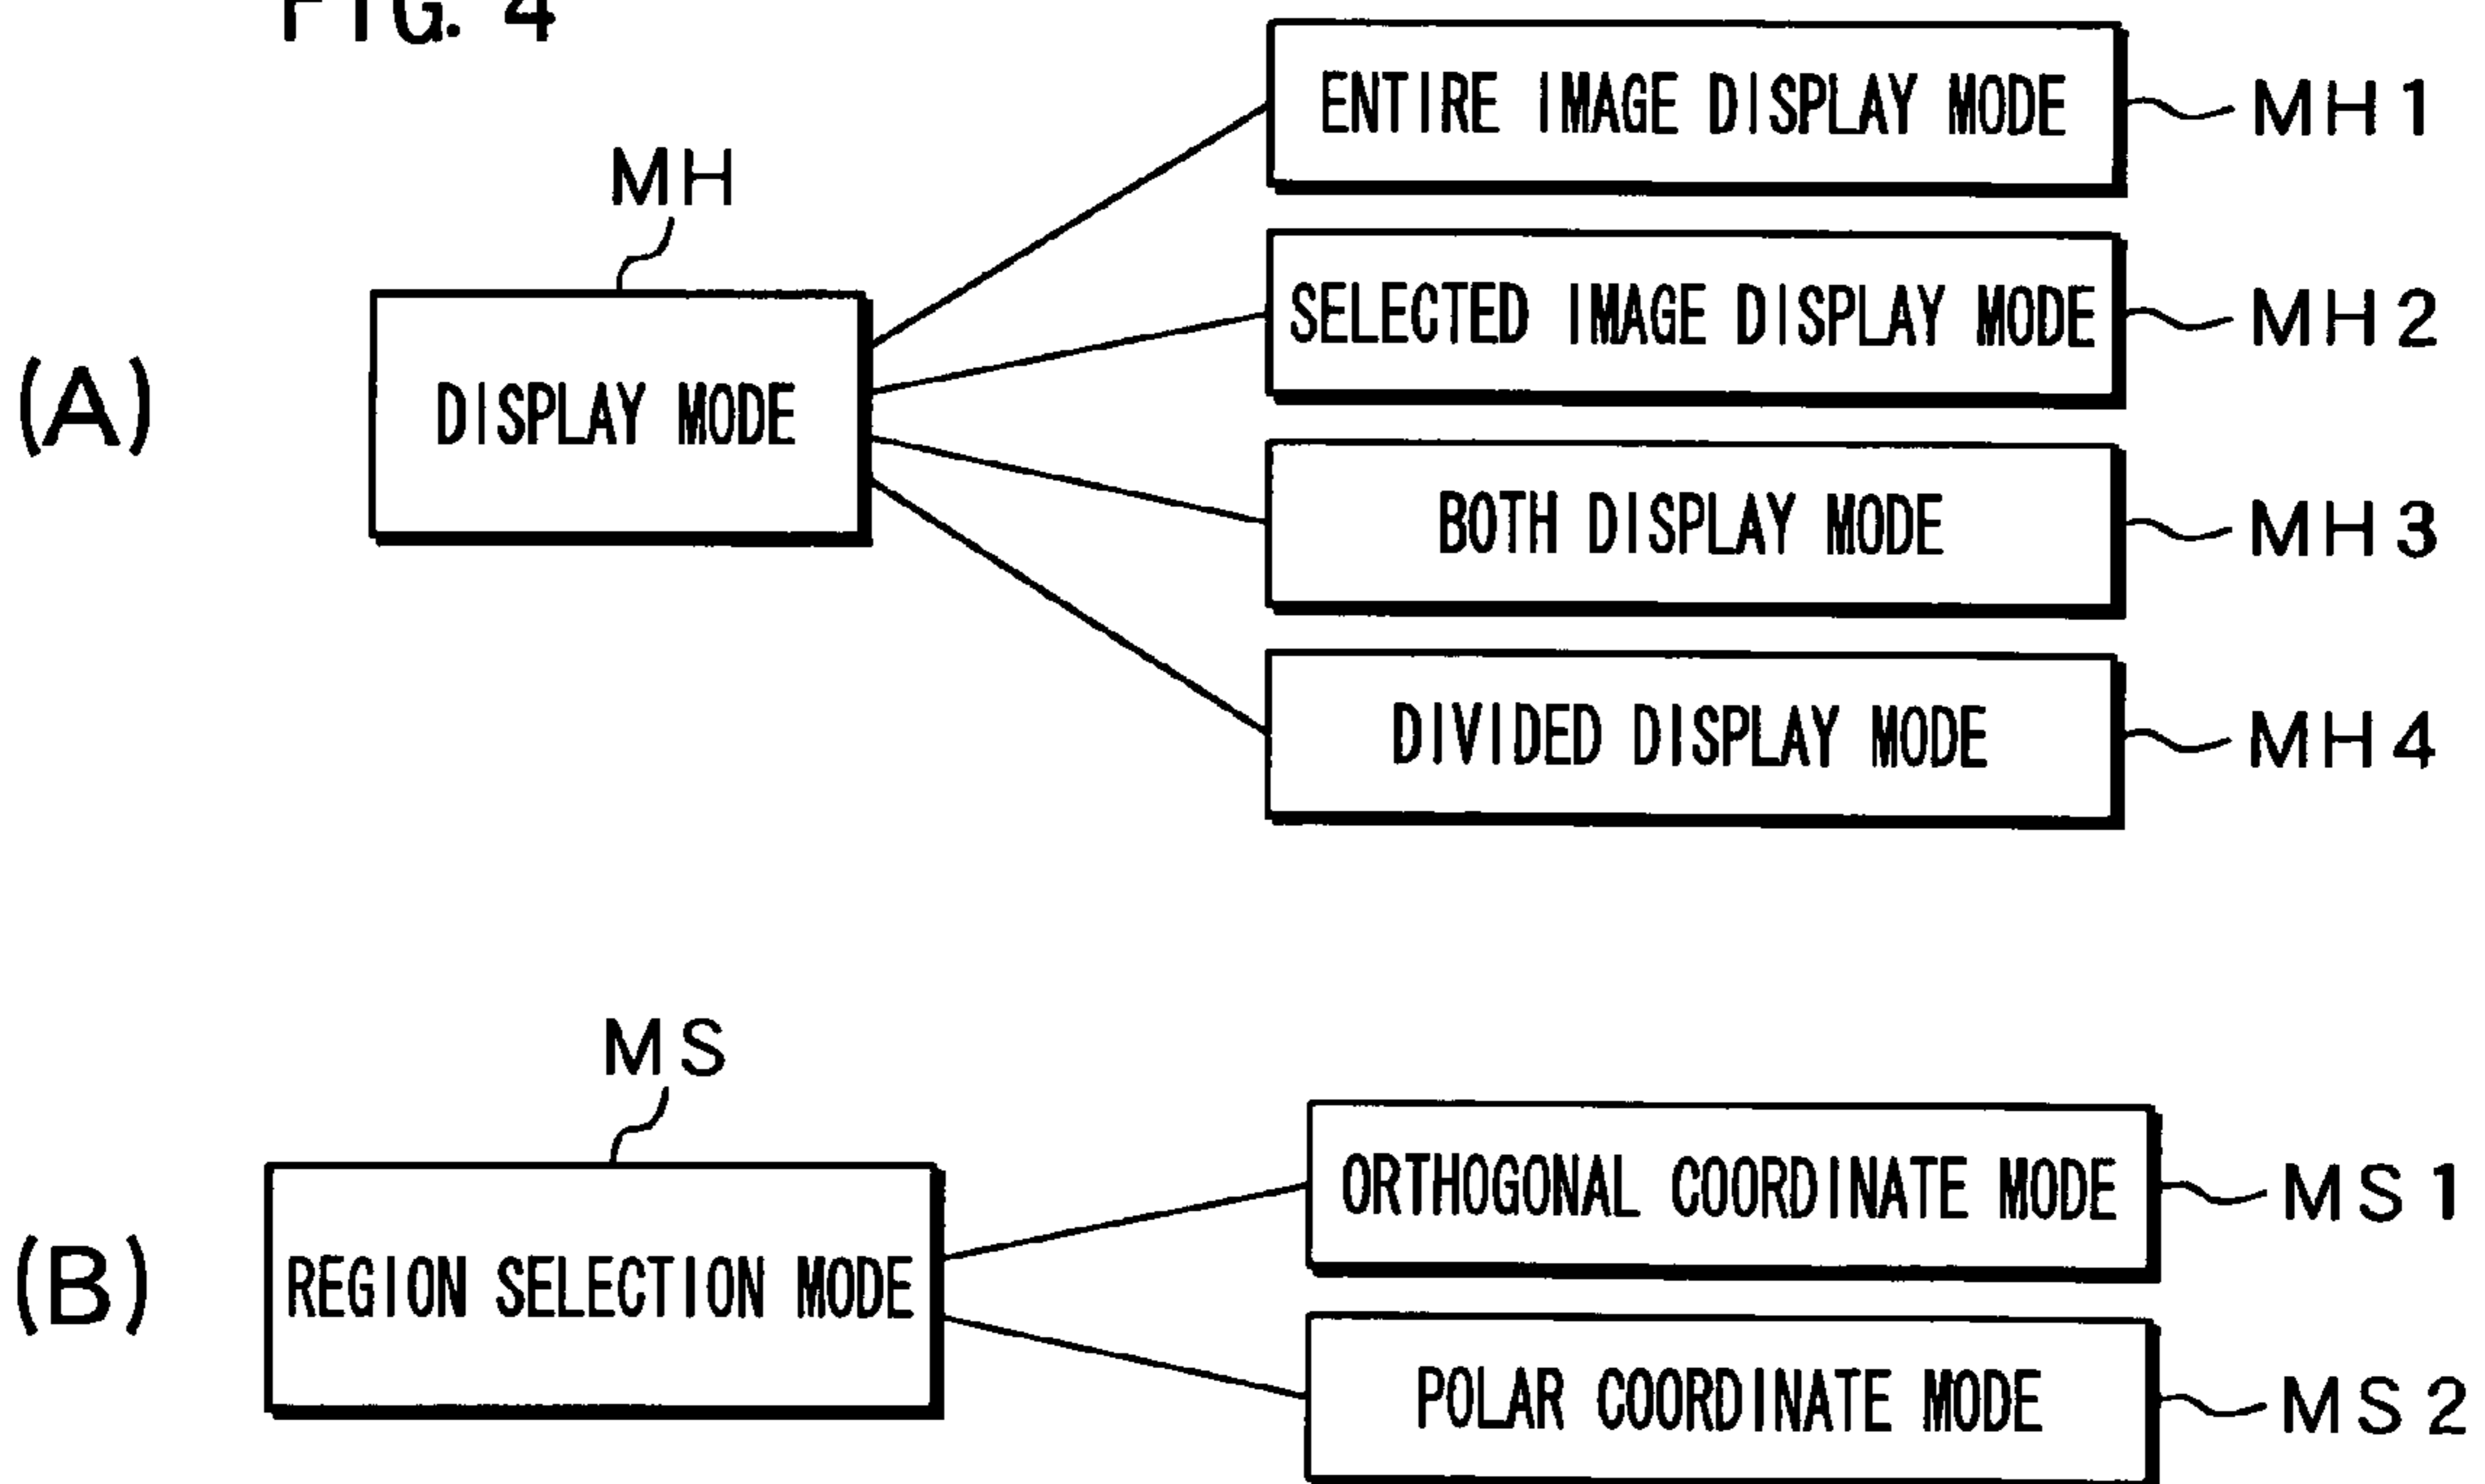 FIG. 4
(A)
MH
DISPLAY MODE
ENTIRE IMAGE DISPLAY MODE
MH1
SELECTED IMAGE DISPLAY MODE
MH2
BOTH DISPLAY MODE
MH3
DIVIDED DISPLAY MODE
MH4
(B)
MS
REGION SELECTION MODE
ORTHOGONAL COORDINATE MODE
MS1
POLAR COORDINATE MODE
MS2